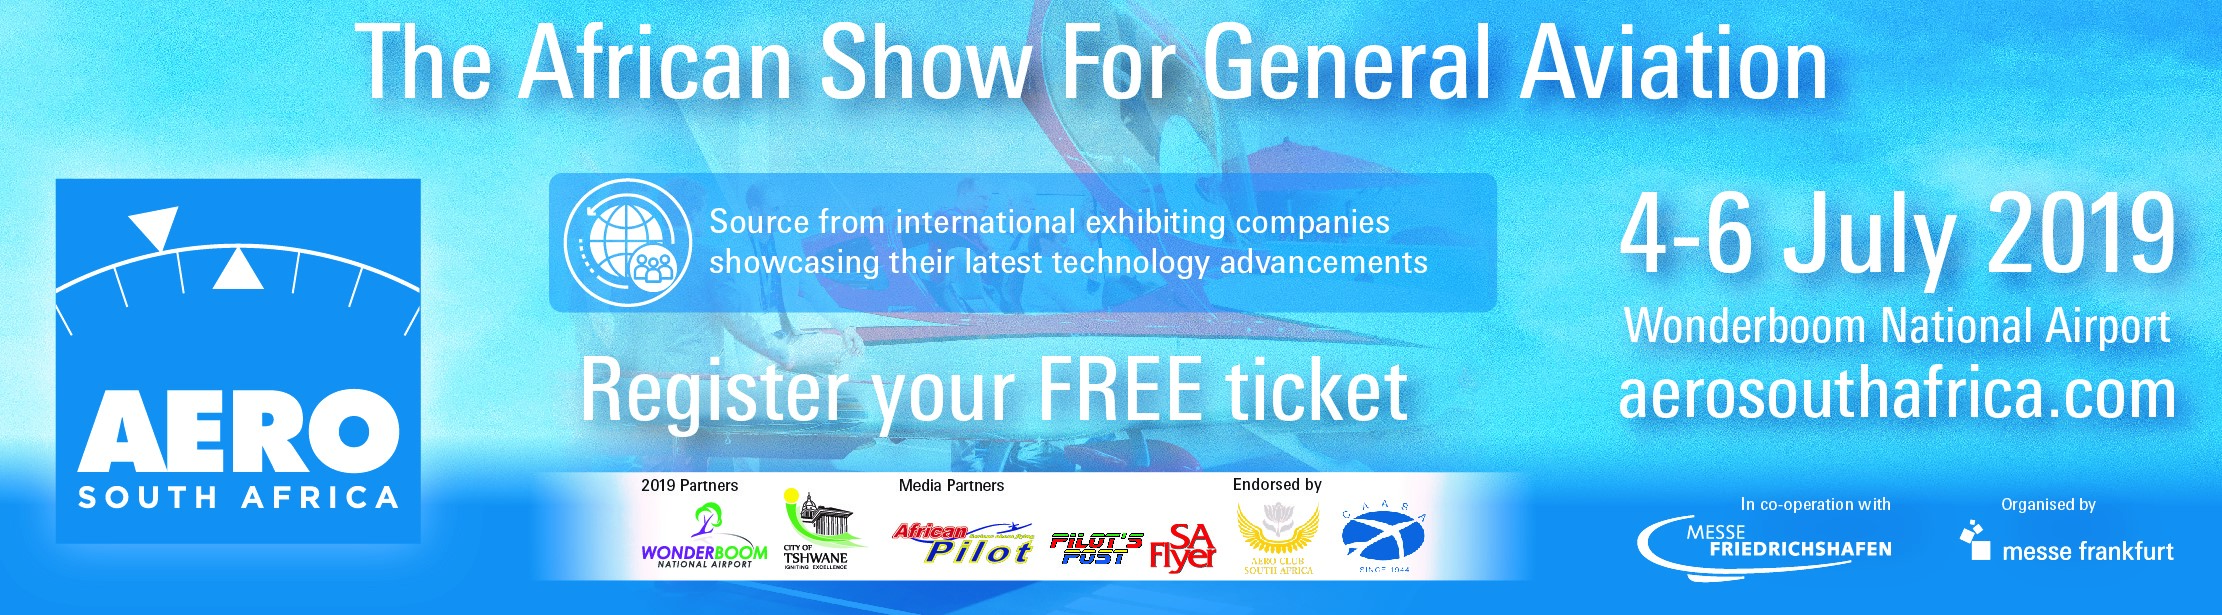 The African Show For General Aviation
AERO
SOUTH AFRICA
Source from international exhibiting companies
showcasing their latest technology advancements
Register your FREE ticket
4-6 July 2019
Wonderboom National Airport
aerosouthafrica.com
2019 Partners
WONDERBOOM
NATIONAL AIRPORT
CITY OF
TSHWANE
IGNITING EXCELLENCE
Media Partners
African
Pilot
PILOT'S
POST
SA
Flyer
Endorsed by
AERO CLUB
SOUTH AFRICA
CAASA
SINCE 1944
In co-operation with
MESSE
FRIEDRICHSHAFEN
Organised by
messe frankfurt